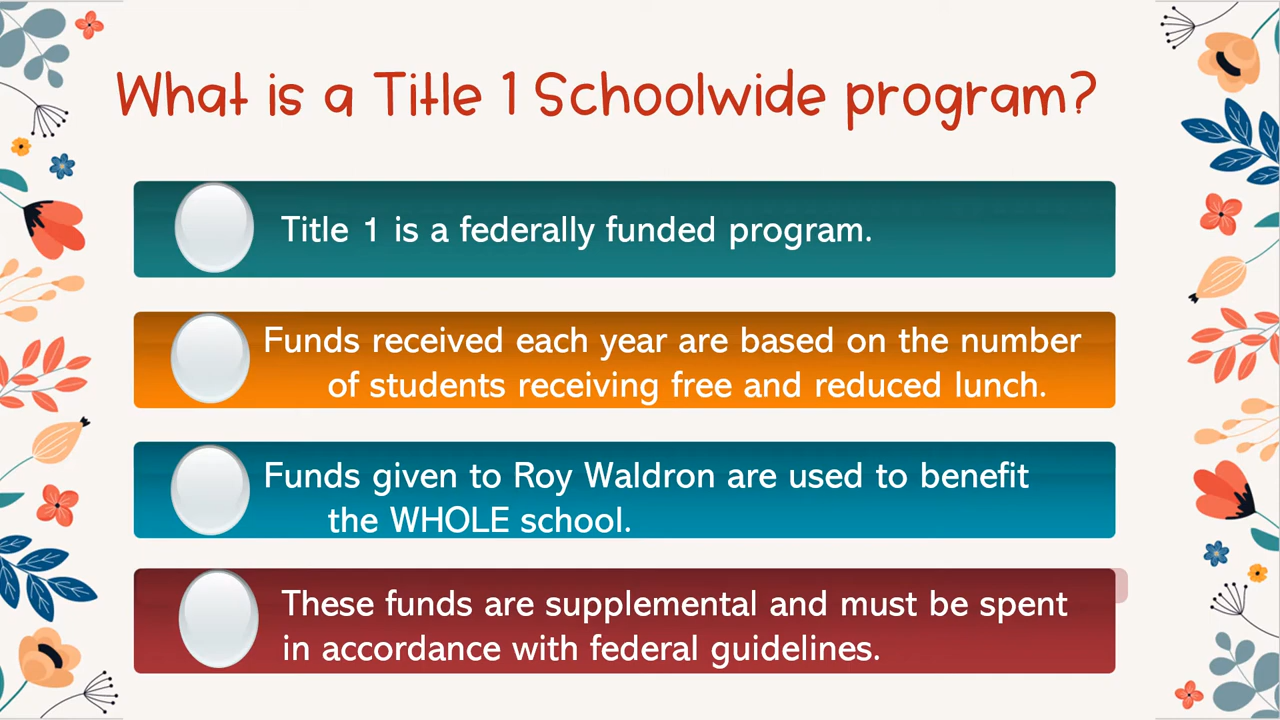 What is a Title 1 Schoolwide program?
Title 1 is a federally funded program.
Funds received each year are based on the number
of students receiving free and reduced lunch.
Funds given to Roy Waldron are used to benefit
the WHOLE school.
These funds are supplemental and must be spent
in accordance with federal guidelines.